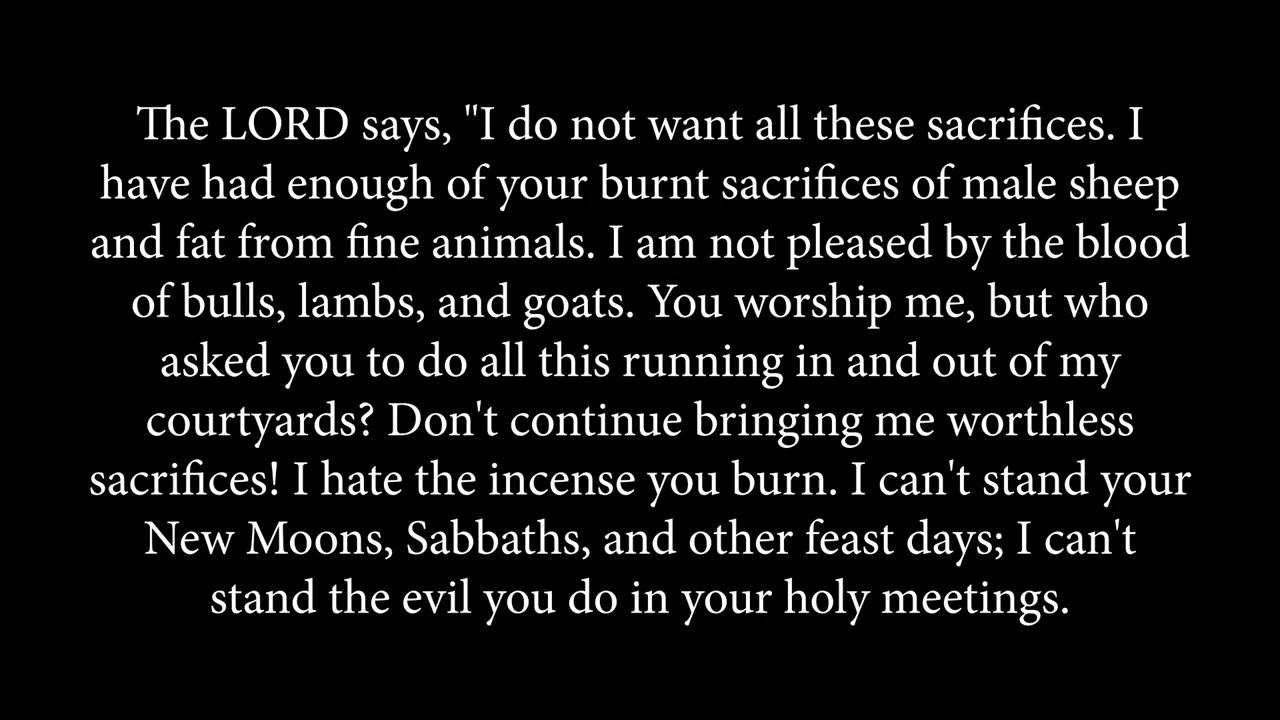 The LORD says, "I do not want all these sacrifices. I
have had enough of your burnt sacrifices of male sheep
and fat from fine animals. I am not pleased by the blood
of bulls, lambs, and goats. You worship me, but who
asked you to do all this running in and out of my
courtyards? Don't continue bringing me worthless
sacrifices! I hate the incense you burn. I can't stand your
New Moons, Sabbaths, and other feast days; I can't
stand the evil you do in your holy meetings.